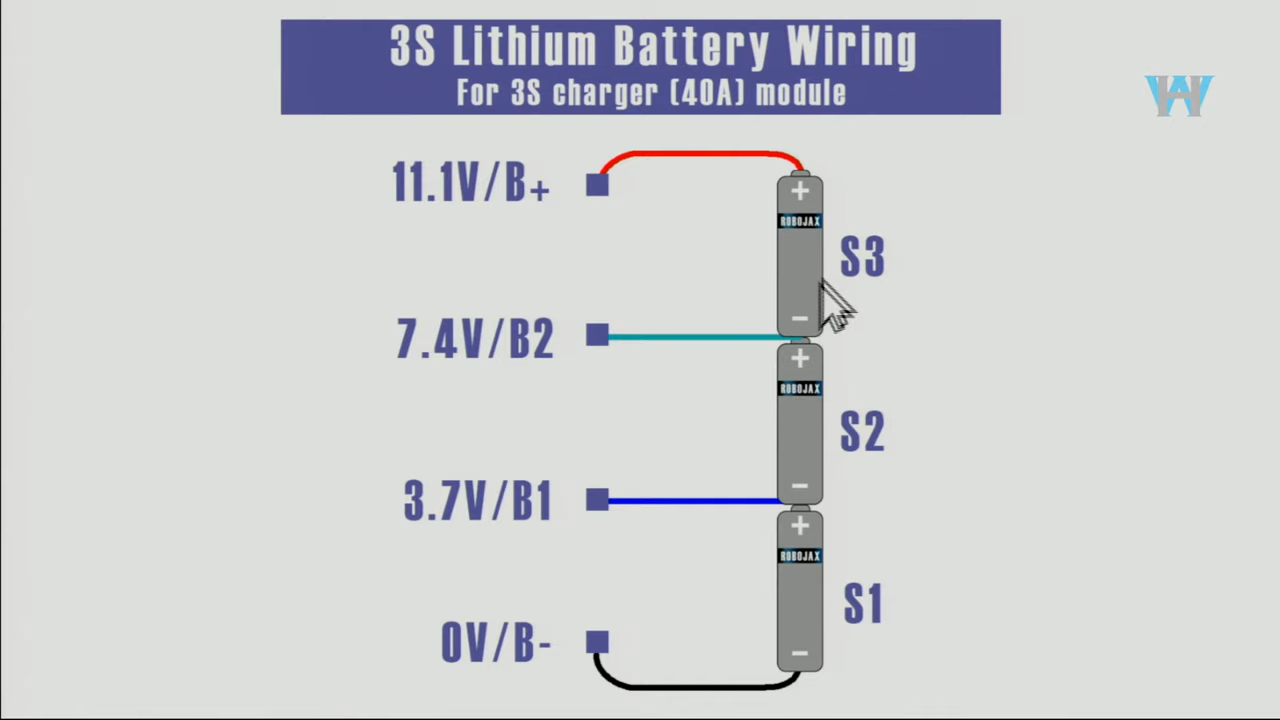 3S Lithium Battery Wiring
For 3S charger (40A) module
11.1V/B+
+
ROBOJAX
S3
-
7.4V/B2
+
ROBOJAX
S2
-
3.7V/B1
+
ROBOJAX
S1
0V/B-
-